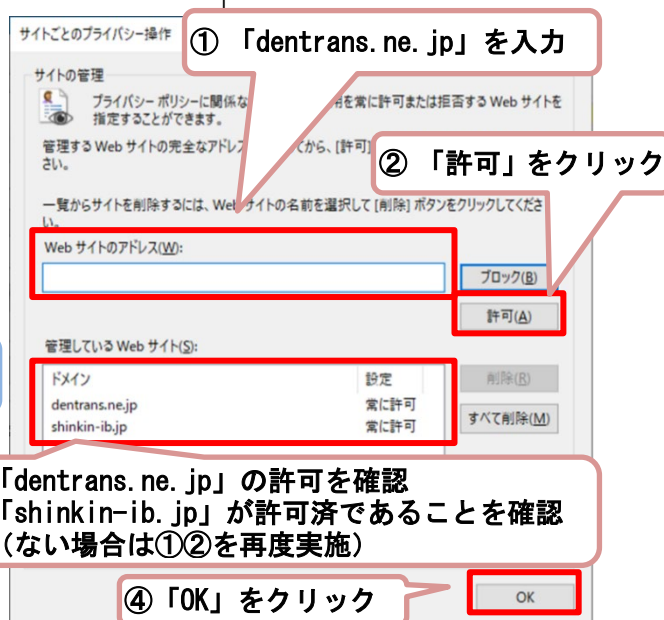 サイトごとのプライバシー操作
① 「dentrans.ne.jp」を入力
サイトの管理
プライバシー ポリシーに関係な
用を常に許可または拒否する Web サイトを
指定することができます。
管理する Web サイトの完全なアドレ
てから、[許可]
さい。
② 「許可」をクリック
一覧からサイトを削除するには、Web サイトの名前を選択して [削除] ボタンをクリックしてくださ
い。
Web サイトのアドレス(W):
ブロック(B)
許可(A)
管理している Web サイト(S):
ドメイン 設定
削除(R)
dentrans.ne.jp 常に許可
shinkin-ib.jp 常に許可
すべて削除(M)
「dentrans.ne.jp」の許可を確認
「shinkin-ib.jp」が許可済であることを確認
(ない場合は①②を再度実施)
④「OK」をクリック
OK